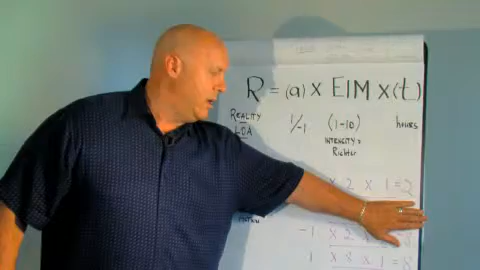 R = (a) X EIM X (t)
REALITY 1/-1 (1-10) hours
LOA INTENSITY =
Richter
X 2 X 1 = 2
-1 X 2 X
1 X 8 X 1 = 8